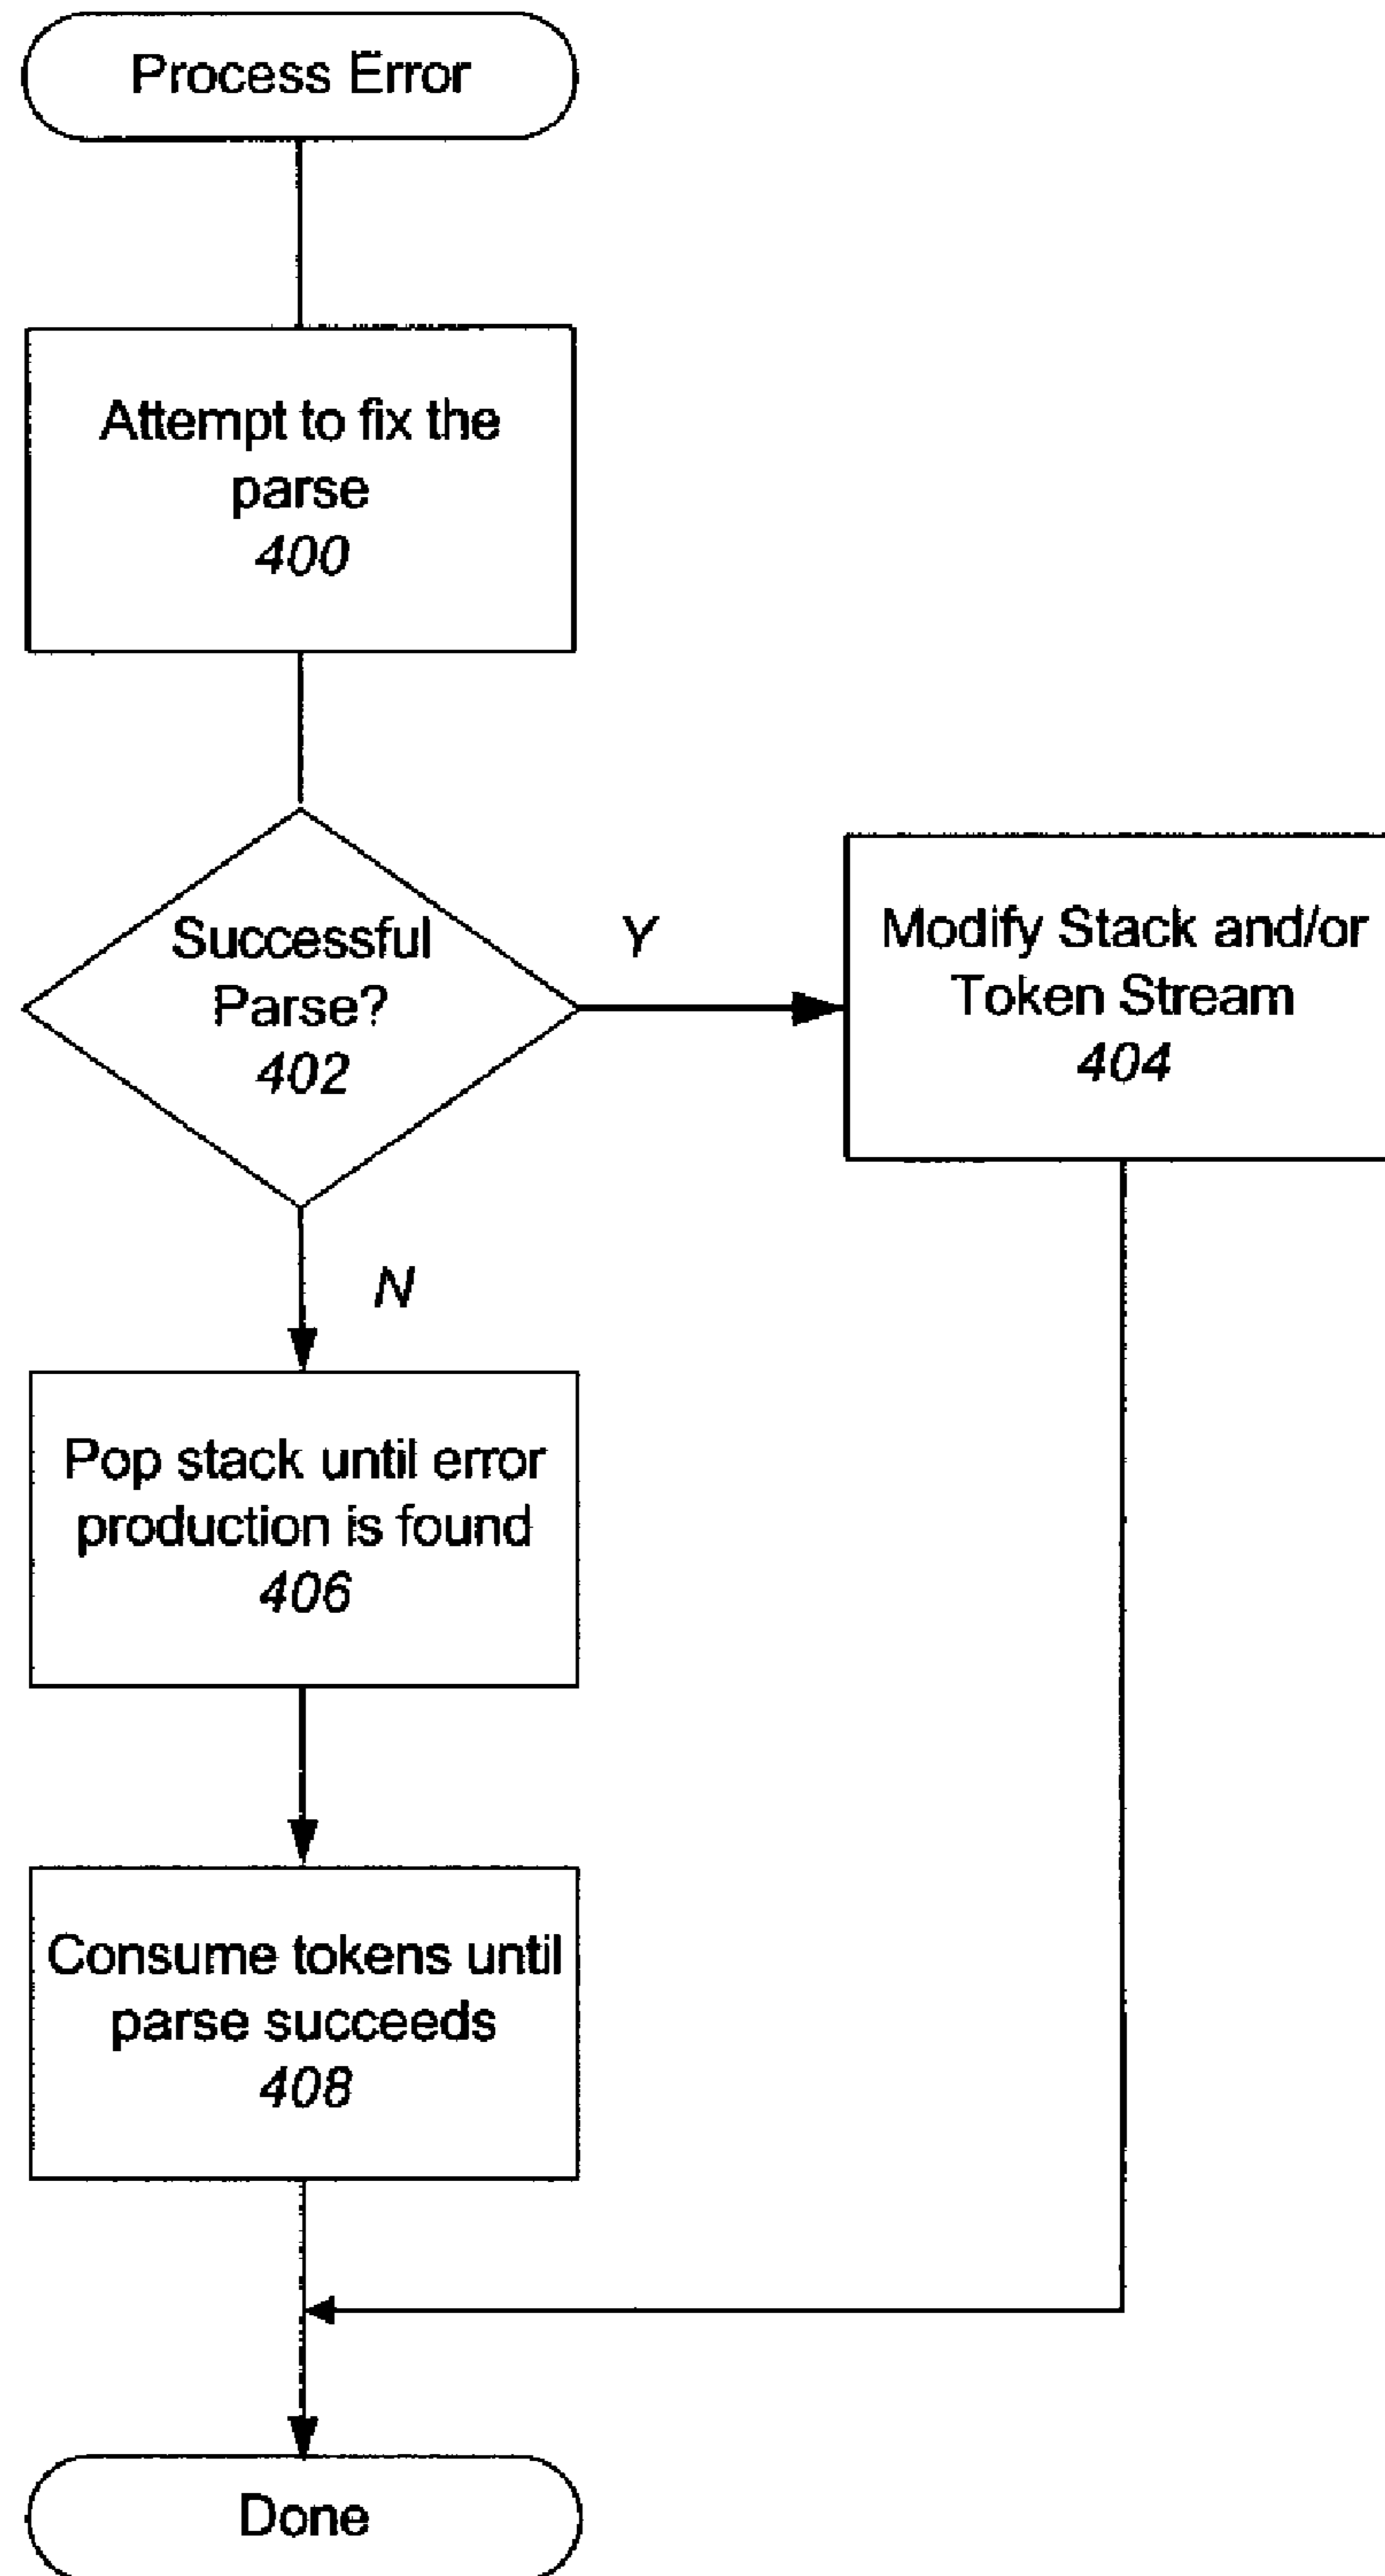 Process Error
Attempt to fix the
parse
400
Successful
Parse?
402
Y
Modify Stack and/or
Token Stream
404
N
Pop stack until error
production is found
406
Consume tokens until
parse succeeds
408
Done